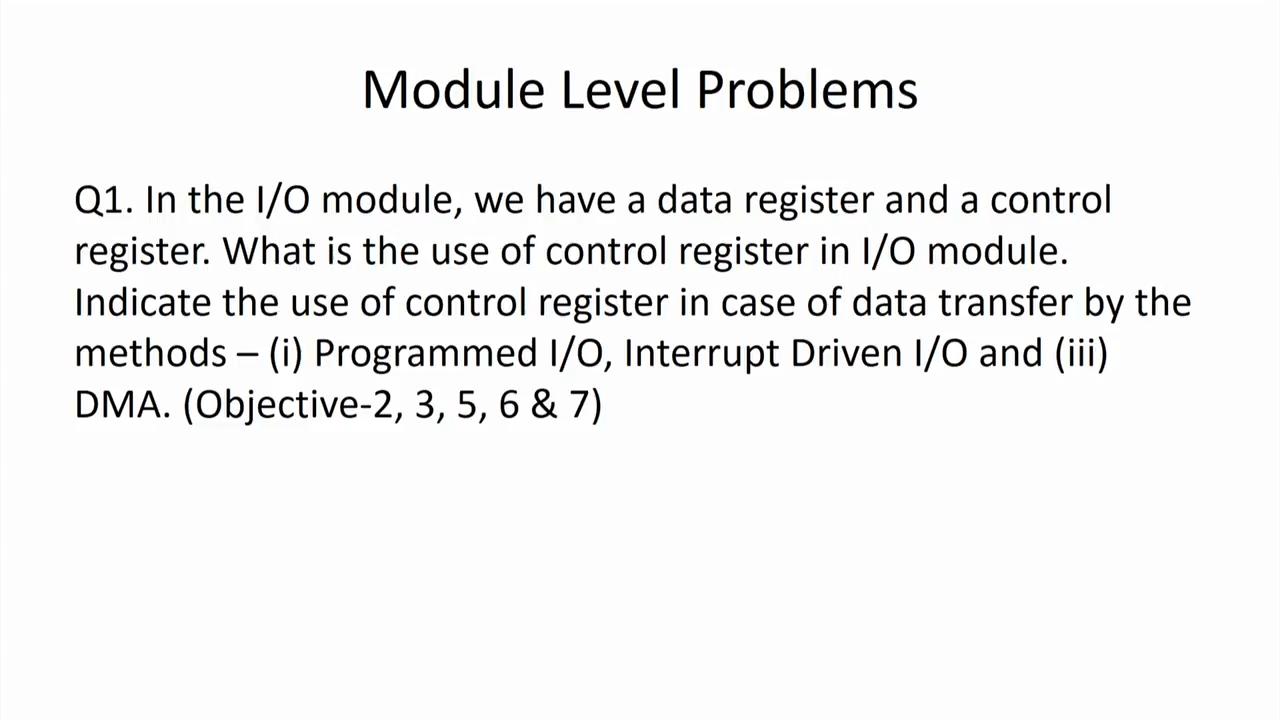 Module Level Problems
Q1. In the I/O module, we have a data register and a control
register. What is the use of control register in I/O module.
Indicate the use of control register in case of data transfer by the
methods – (i) Programmed I/O, Interrupt Driven I/O and (iii)
DMA. (Objective-2, 3, 5, 6 & 7)